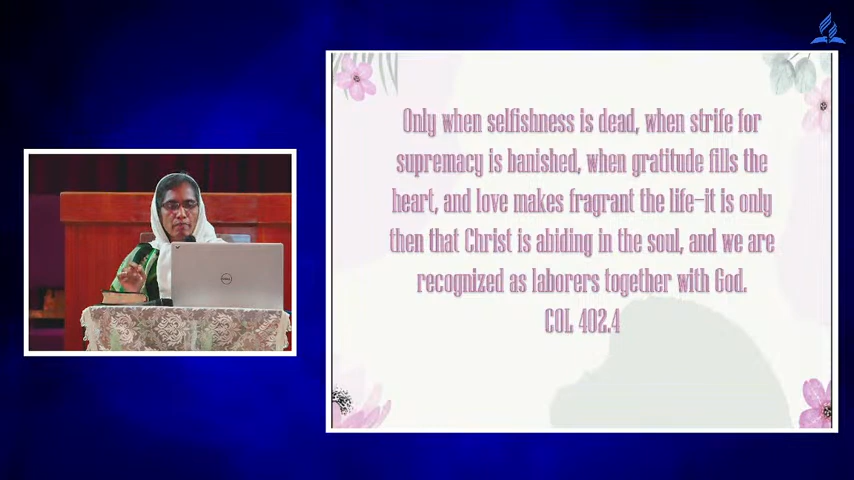 Only when selfishness is dead, when strife for
supremacy is banished, when gratitude fills the
heart, and love makes fragrant the life-it is only
then that Christ is abiding in the soul, and we are
recognized as laborers together with God.
COL 402.4
DELL